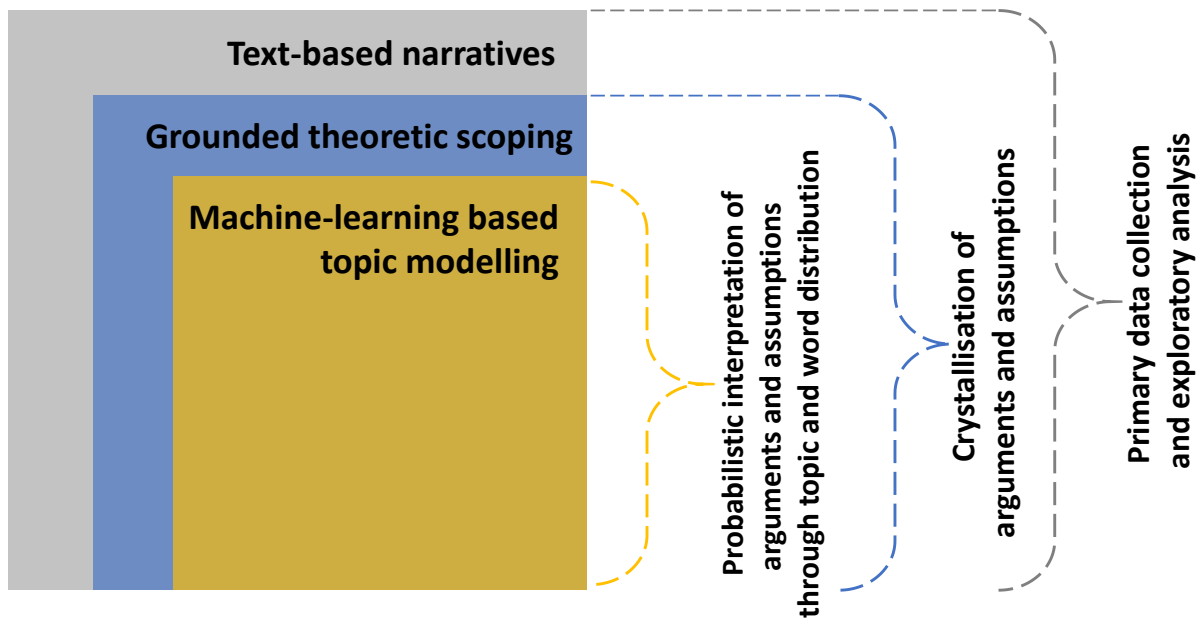 Text-based narratives
Grounded theoretic scoping
Machine-learning based
topic modelling
Probabilistic interpretation of
arguments and assumptions
through topic and word distribution
Crystallisation of
arguments and assumptions
Primary data collection
and exploratory analysis